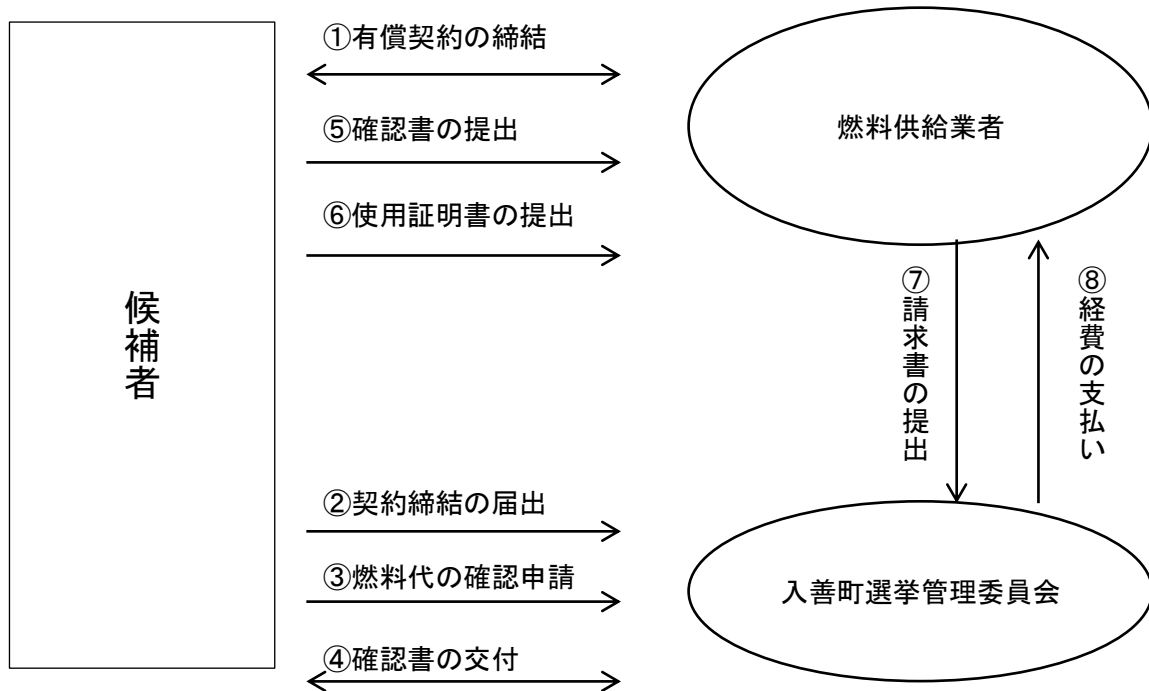 ①有償契約の締結
⑤確認書の提出
⑥使用証明書の提出
燃料供給業者
候補者
⑦請求書の提出
⑧経費の支払い
②契約締結の届出
③燃料代の確認申請
④確認書の交付
入善町選挙管理委員会